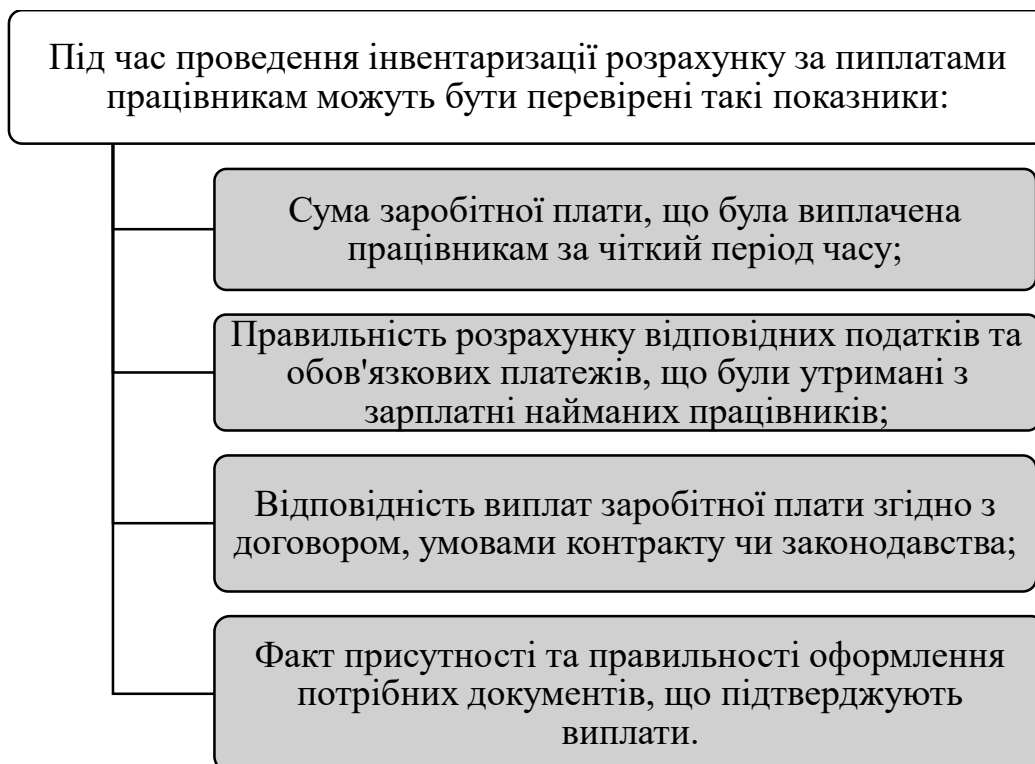 Під час проведення інвентаризації розрахунку за пиплатами
працівникам можуть бути перевірені такі показники:
Сума заробітної плати, що була виплачена
працівникам за чіткий період часу;
Правильність розрахунку відповідних податків та
обов'язкових платежів, що були утримані з
зарплатні найманих працівників;
Відповідність виплат заробітної плати згідно з
договором, умовами контракту чи законодавства;
Факт присутності та правильності оформлення
потрібних документів, що підтверджують
виплати.